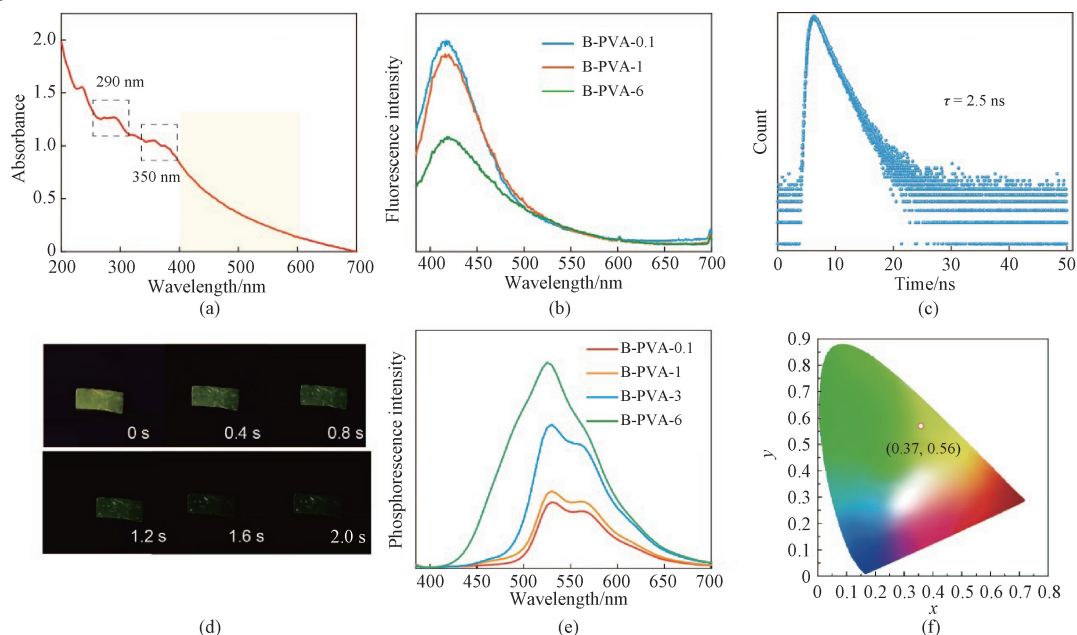 2.0
1.5
1.0
0.5
0
Absorbance
290 nm
350 nm
200 300 400 500 600 700
Wavelength/nm
(a)
Fluorescence intensity
B-PVA-0.1
B-PVA-1
B-PVA-6
400 450 500 550 600 650 700
Wavelength/nm
(b)
Count
τ = 2.5 ns
0 10 20 30 40 50
Time/ns
(c)
0 s 0.4 s 0.8 s
1.2 s 1.6 s 2.0 s
(d)
Phosphorescence intensity
B-PVA-0.1
B-PVA-1
B-PVA-3
B-PVA-6
400 450 500 550 600 650 700
Wavelength/nm
(e)
0.9
0.8
0.7
0.6
0.5
0.4
0.3
0.2
0.1
0
y
(0.37, 0.56)
0 0.1 0.2 0.3 0.4 0.5 0.6 0.7 0.8
x
(f)